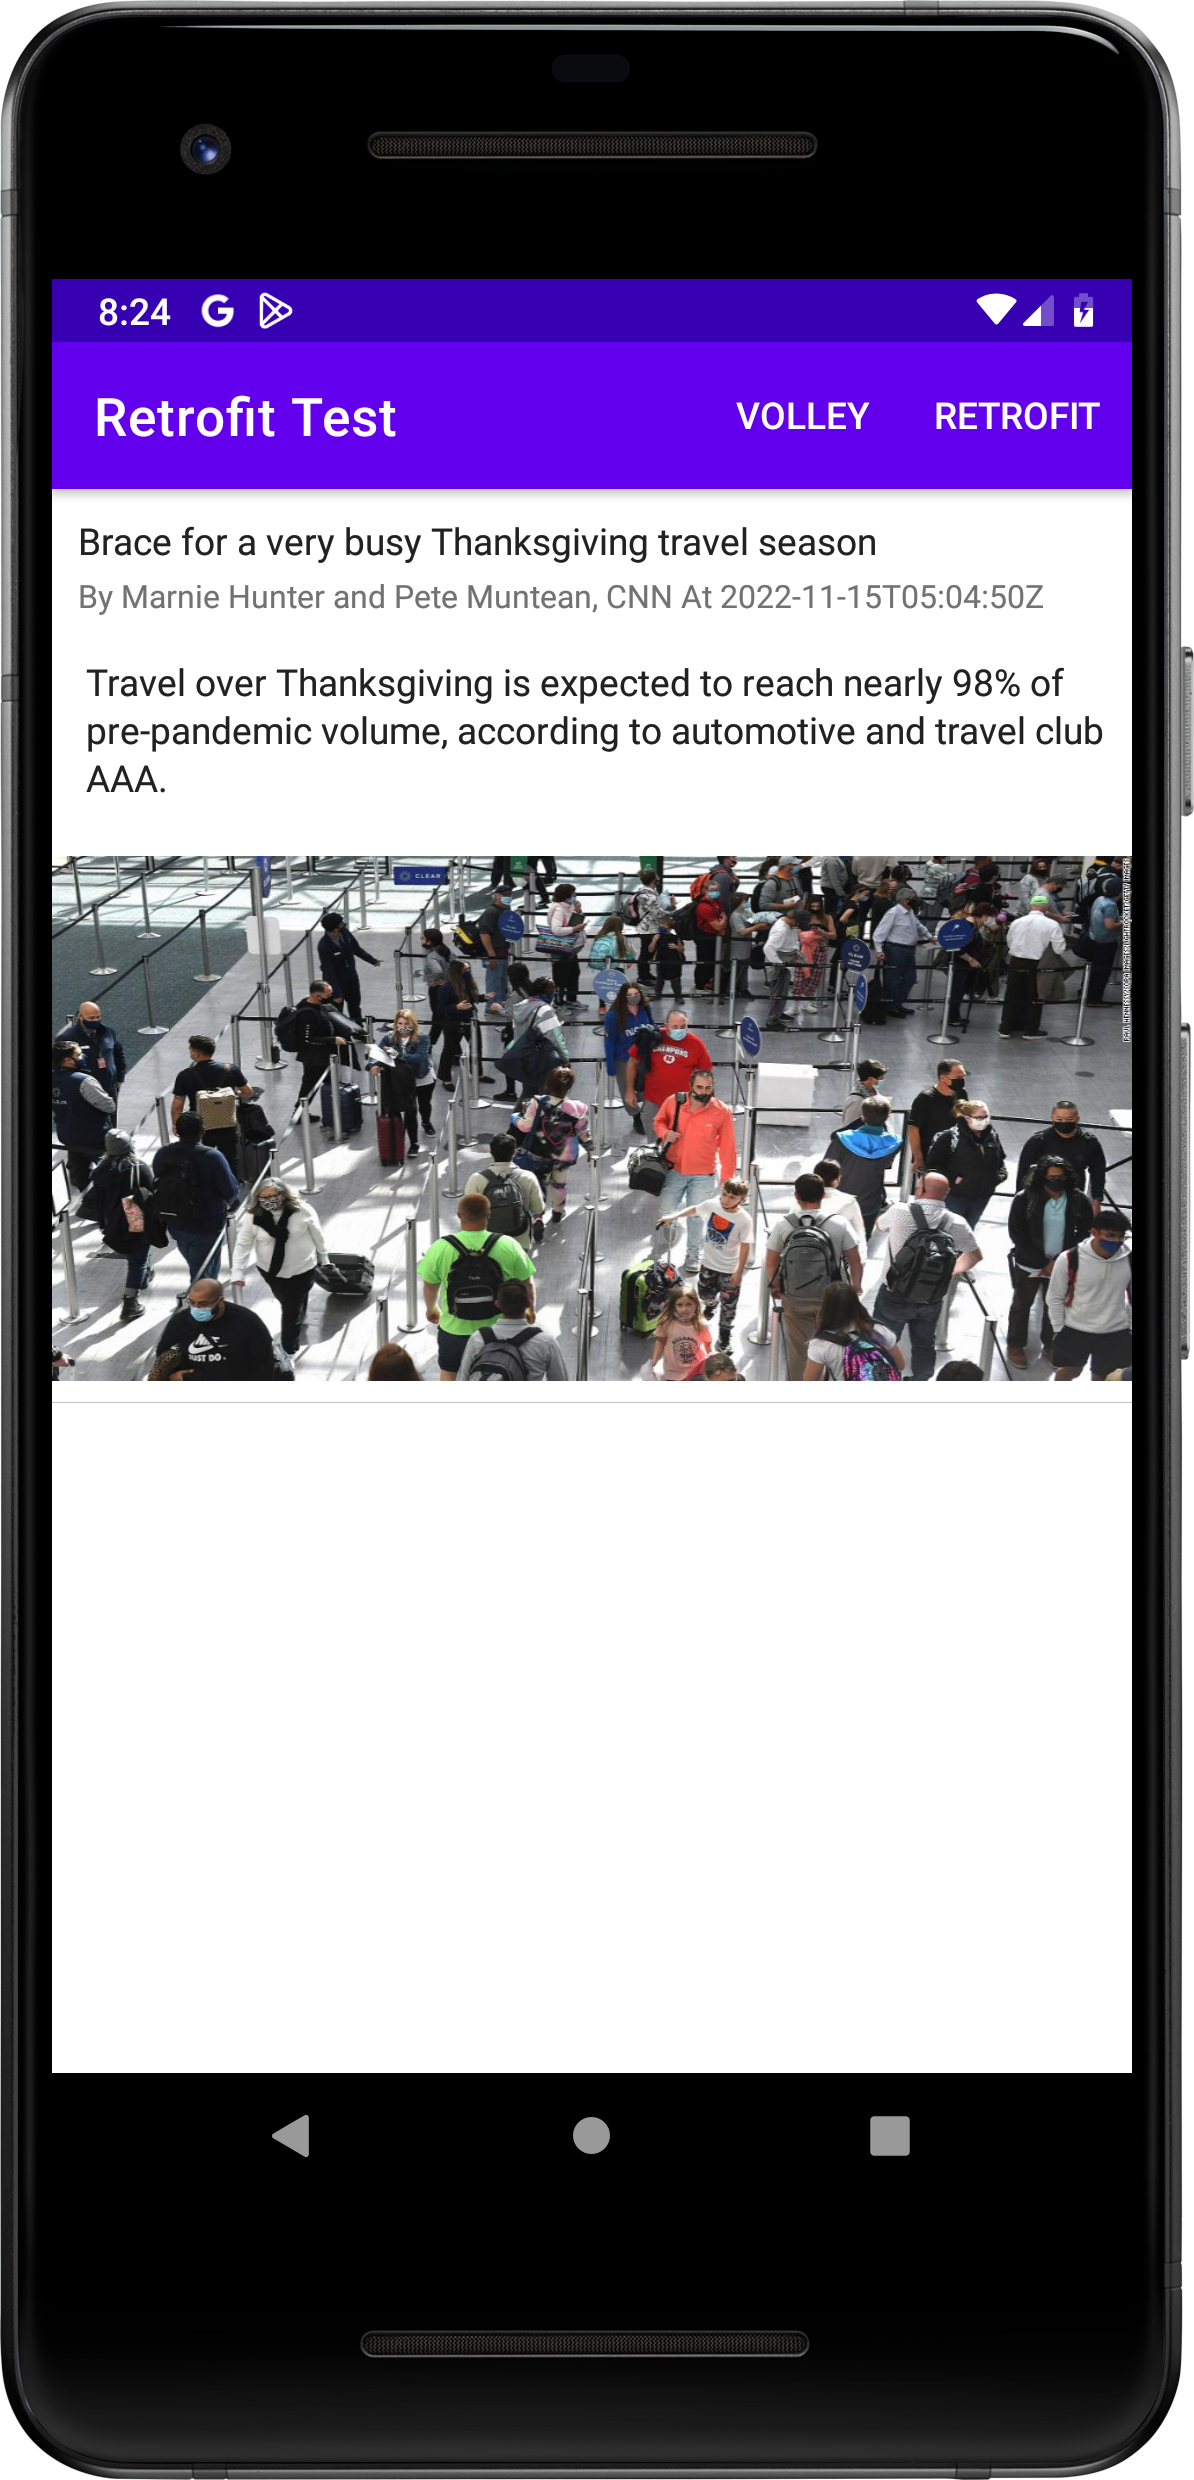 8:24
Retrofit Test VOLLEY RETROFIT
Brace for a very busy Thanksgiving travel season
By Marnie Hunter and Pete Muntean, CNN At 2022-11-15T05:04:50Z
Travel over Thanksgiving is expected to reach nearly 98% of
pre-pandemic volume, according to automotive and travel club
AAA.
CLEAR
JUST DO